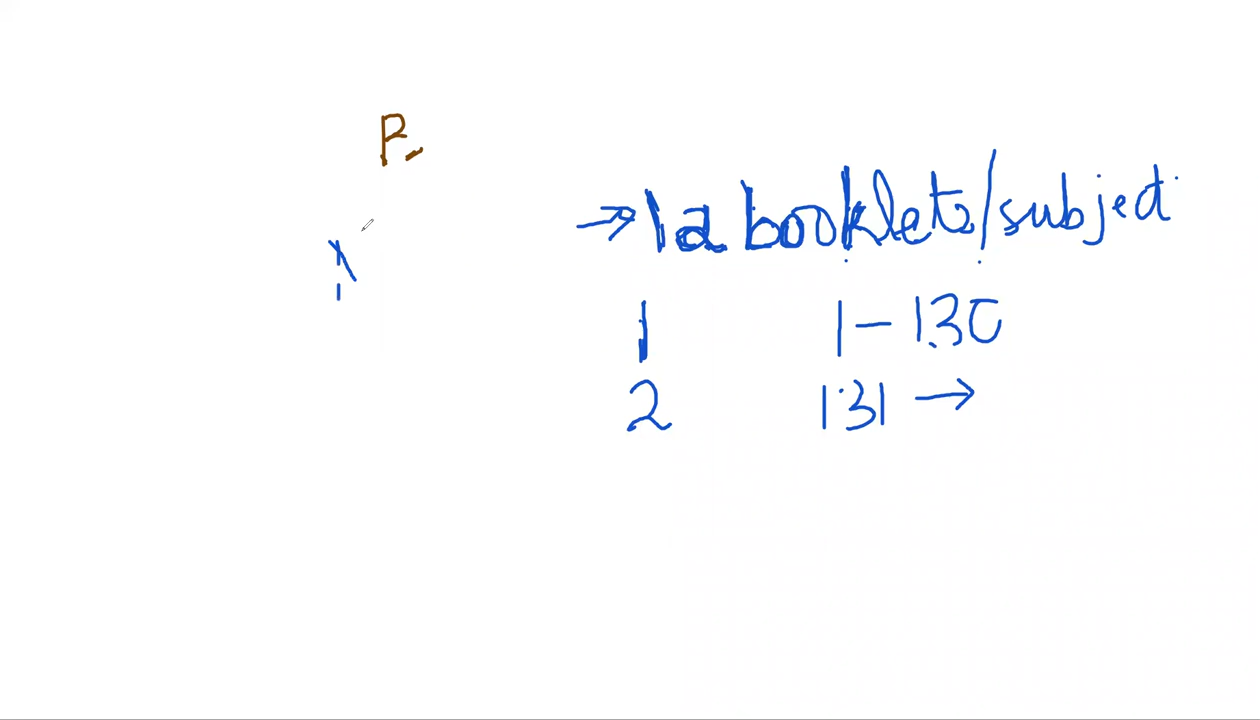 P
→ 12 booklets/subject
1 1 - 130
2 131 →